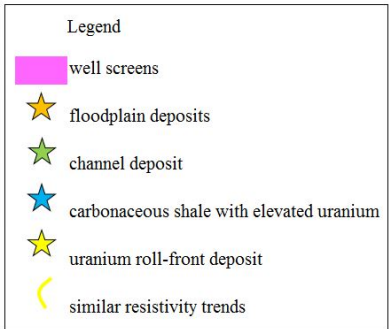 Legend
well screens
floodplain deposits
channel deposit
carbonaceous shale with elevated uranium
uranium roll-front deposit
similar resistivity trends